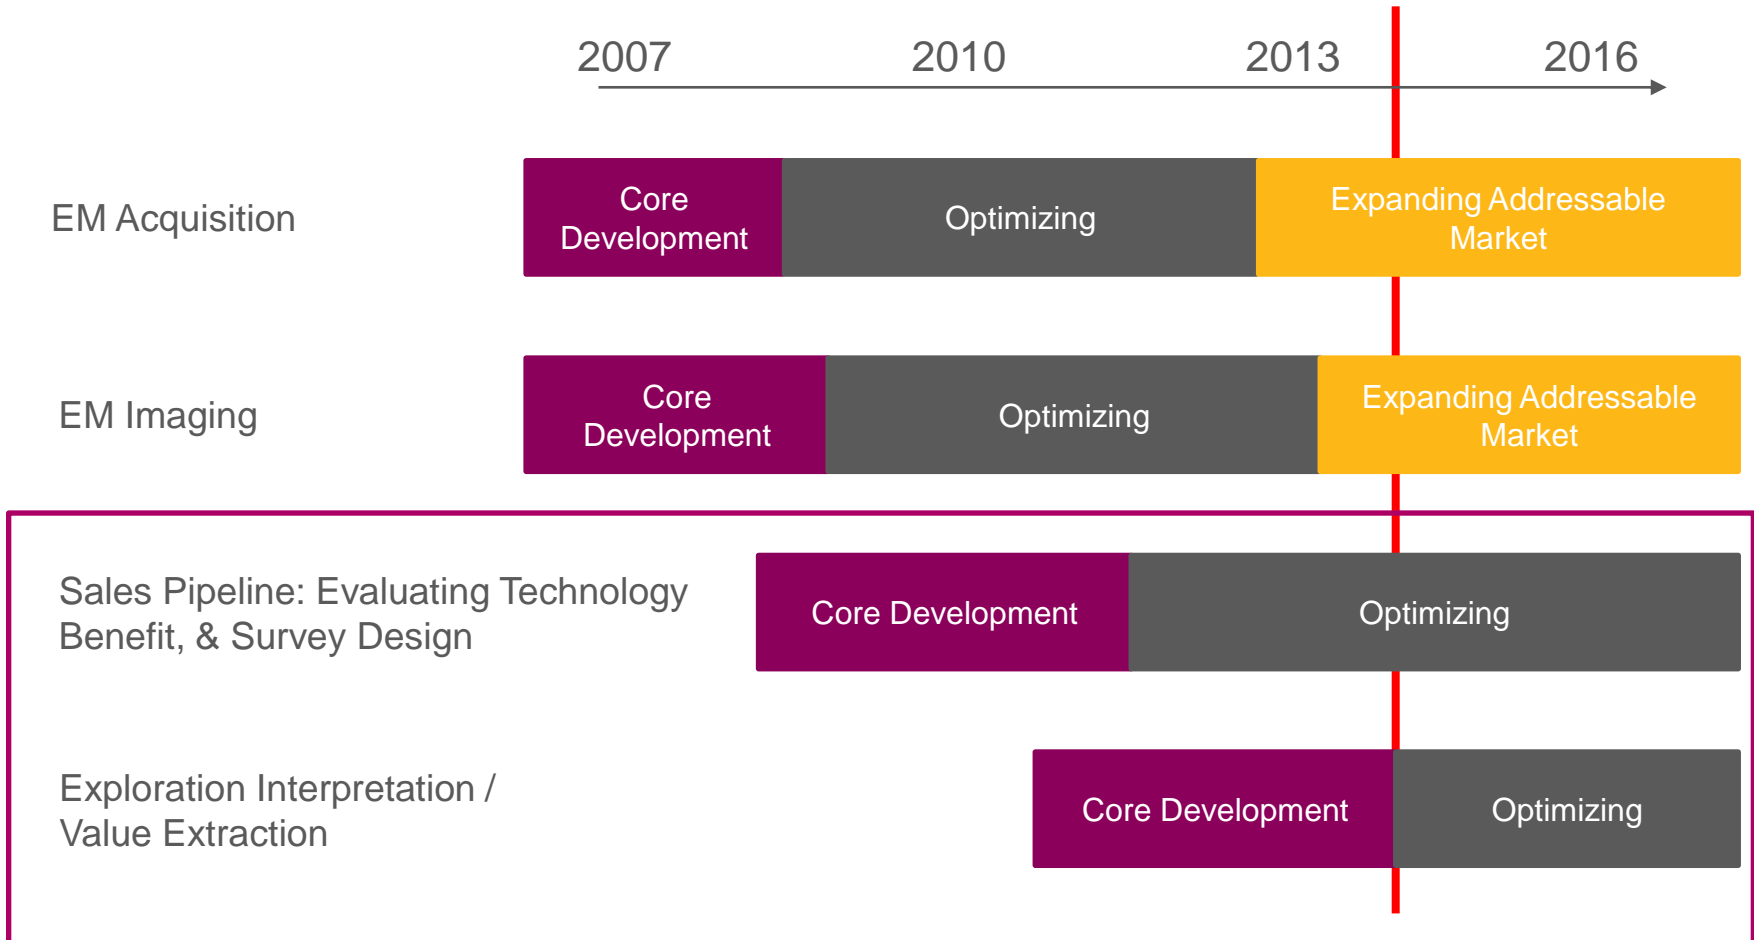 2007 2010 2013 2016
EM Acquisition
Core
Development
Optimizing
Expanding Addressable
Market
EM Imaging
Core
Development
Optimizing
Expanding Addressable
Market
Sales Pipeline: Evaluating Technology
Benefit, & Survey Design
Core Development
Optimizing
Exploration Interpretation /
Value Extraction
Core Development
Optimizing